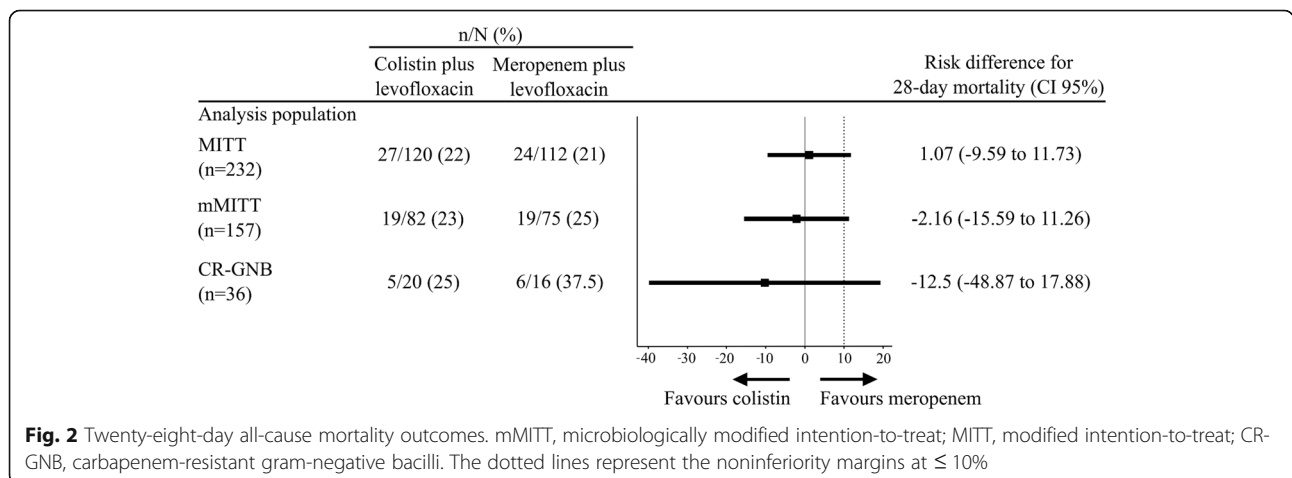 n/N (%)
Colistin plus levofloxacin
Meropenem plus levofloxacin
Risk difference for
28-day mortality (CI 95%)
Analysis population
MITT
(n=232)
27/120 (22)
24/112 (21)
1.07 (-9.59 to 11.73)
mMITT
(n=157)
19/82 (23)
19/75 (25)
-2.16 (-15.59 to 11.26)
CR-GNB
(n=36)
5/20 (25)
6/16 (37.5)
-12.5 (-48.87 to 17.88)
-40 -30 -20 -10 0 10 20
Favours colistin Favours meropenem
Fig. 2 Twenty-eight-day all-cause mortality outcomes. mMITT, microbiologically modified intention-to-treat; MITT, modified intention-to-treat; CR-
GNB, carbapenem-resistant gram-negative bacilli. The dotted lines represent the noninferiority margins at ≤ 10%